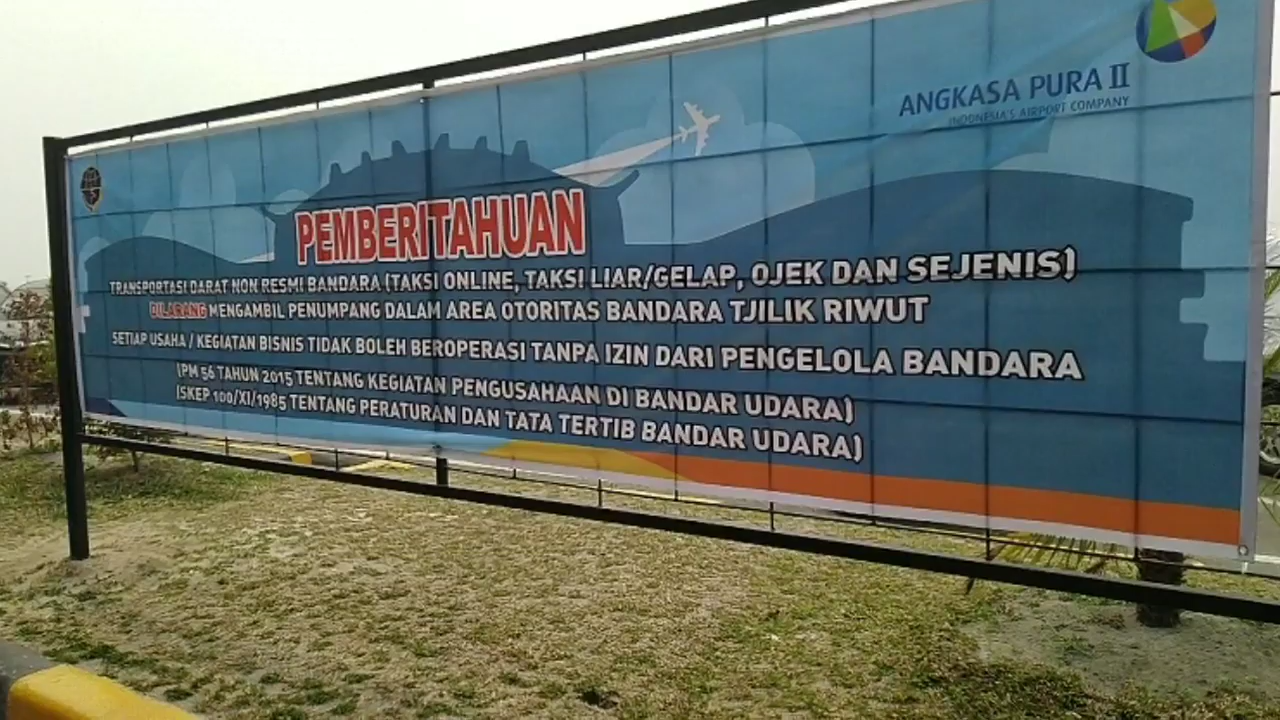 ANGKASA PURA II
INDONESIA'S AIRPORT COMPANY
PEMBERITAHUAN
TRANSPORTASI DARAT NON RESMI BANDARA (TAKSI ONLINE, TAKSI LIAR/GELAP, OJEK DAN SEJENIS)
DILARANG MENGAMBIL PENUMPANG DALAM AREA OTORITAS BANDARA TJILIK RIWUT
SETIAP USAHA / KEGIATAN BISNIS TIDAK BOLEH BEROPERASI TANPA IZIN DARI PENGELOLA BANDARA
(PM 56 TAHUN 2015 TENTANG KEGIATAN PENGUSAHAAN DI BANDAR UDARA)
(SKEP 100/XI/1985 TENTANG PERATURAN DAN TATA TERTIB BANDAR UDARA)